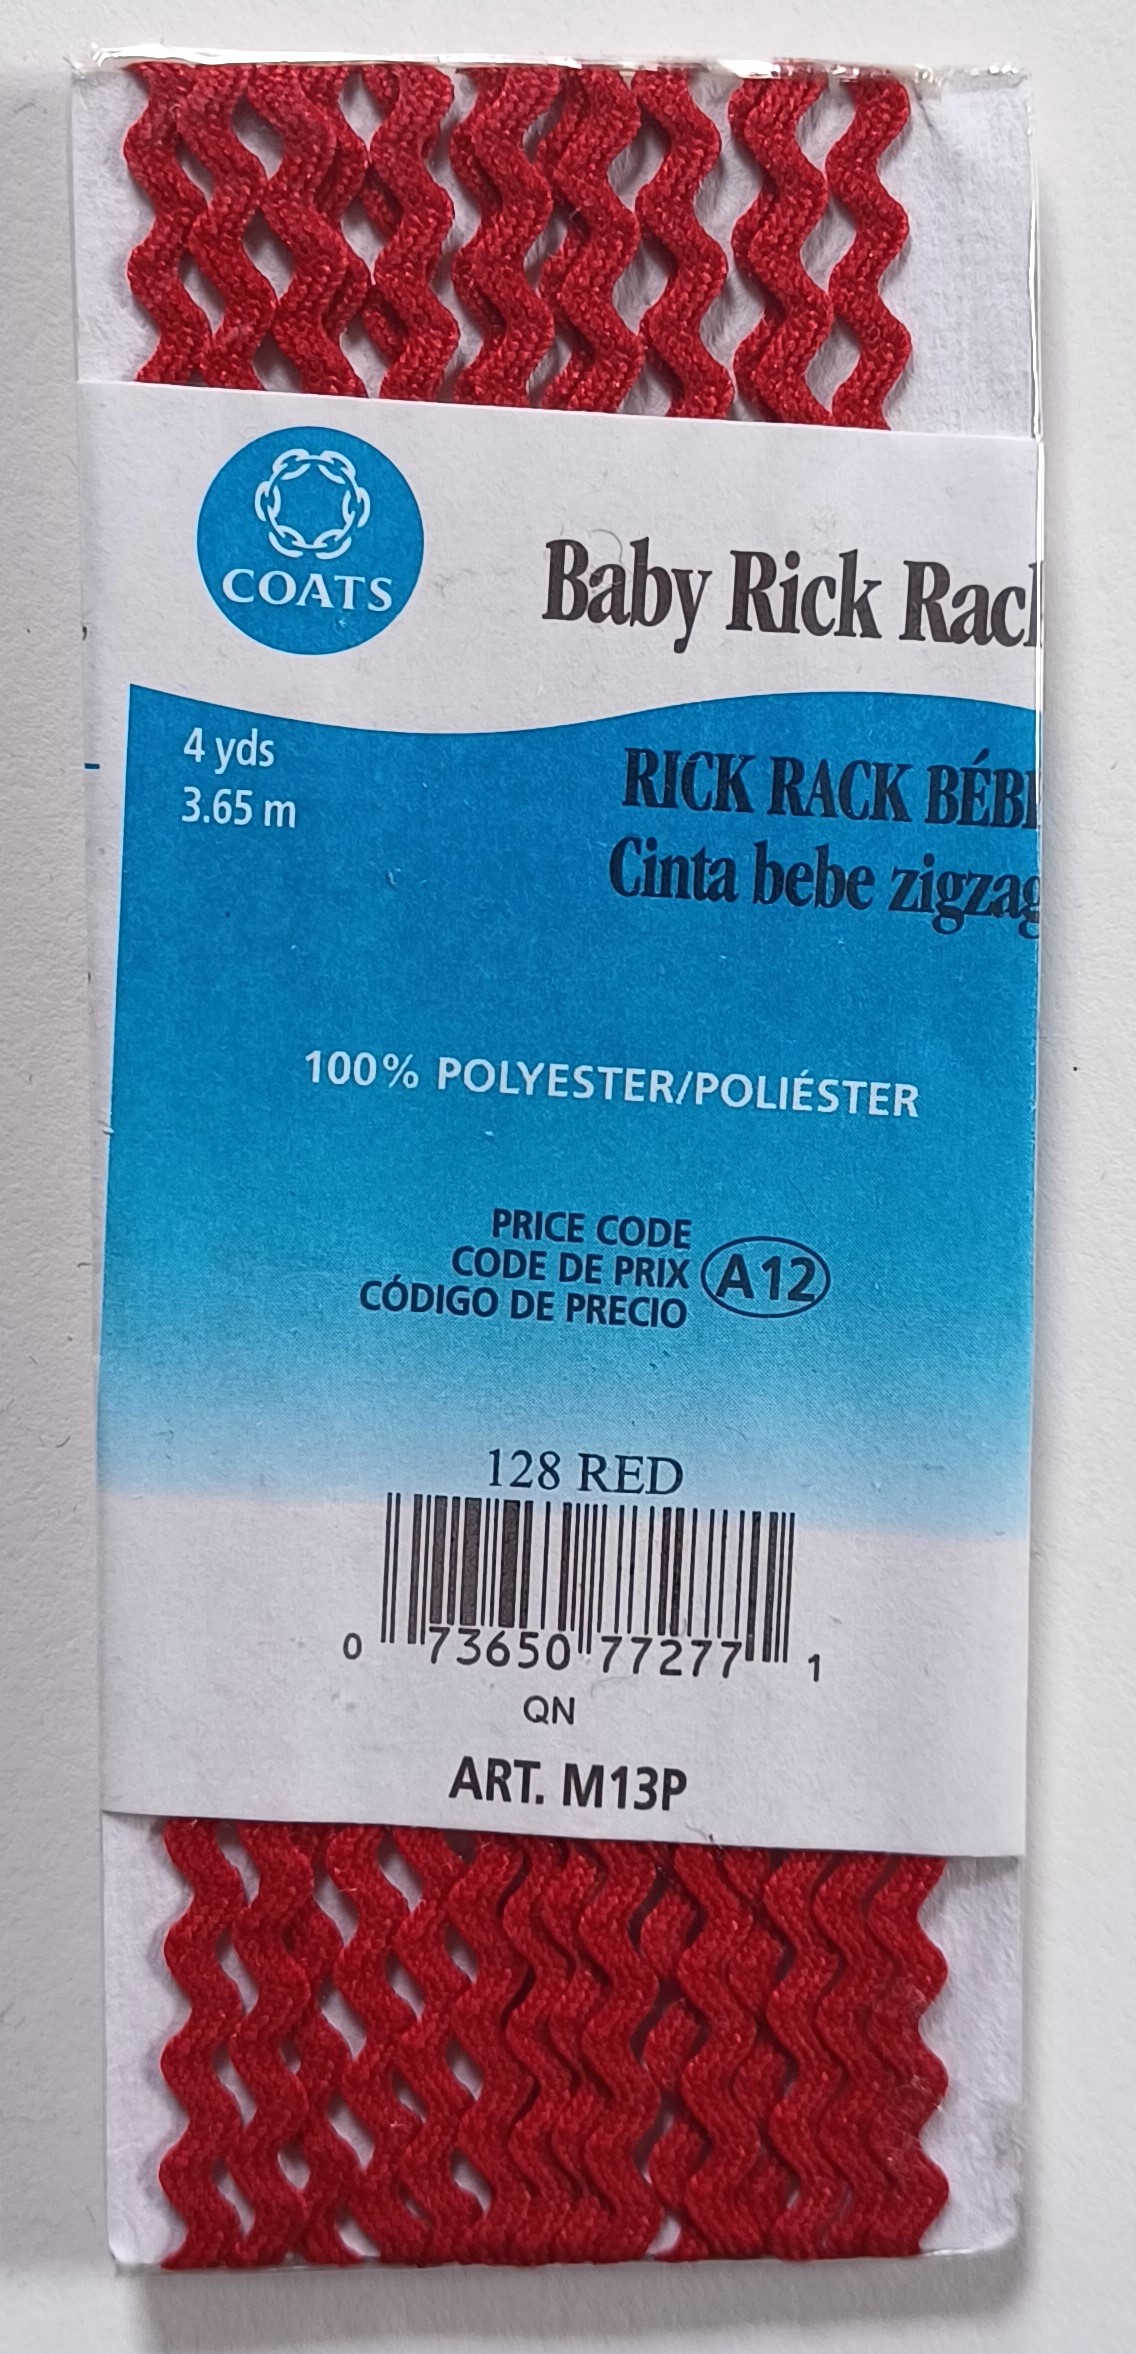 COATS
Baby Rick Rack
4 yds
3.65 m
RICK RACK BÉBÉ
Cinta bebe zigzag
100% POLYESTER/POLIÉSTER
PRICE CODE
CODE DE PRIX
CÓDIGO DE PRECIO
A12
128 RED
0 73650 77277 1
QN
ART. M13P